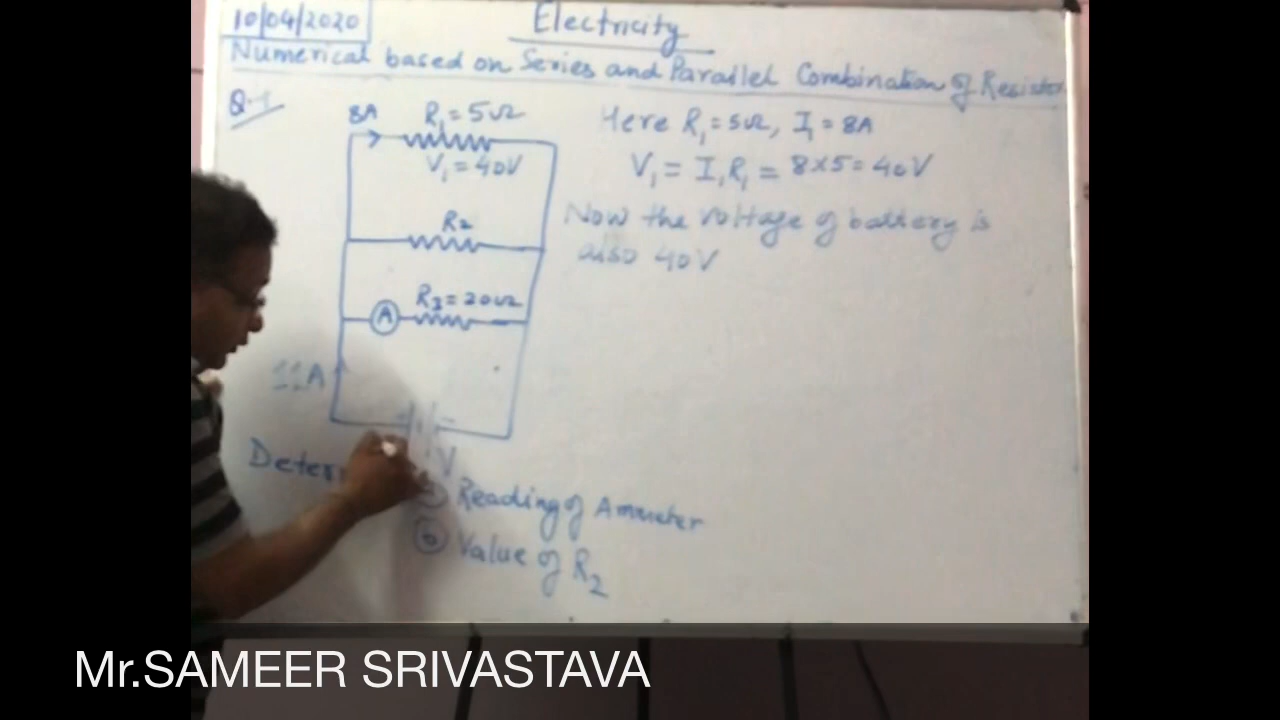 10/04/2020
Electricity
Numerical based on Series and Parallel Combination of Resistor
Q-1
8A
R₁ = 5Ω
V₁ = 40V
R₂
A
R₃ = 20Ω
11A
+ -
V
Here R₁ = 5Ω, I₁ = 8A
V₁ = I₁R₁ = 8×5 = 40V
Now the voltage of battery is
also 40V
Reading of Ammeter
b Value of R₂
Mr.SAMEER SRIVASTAVA